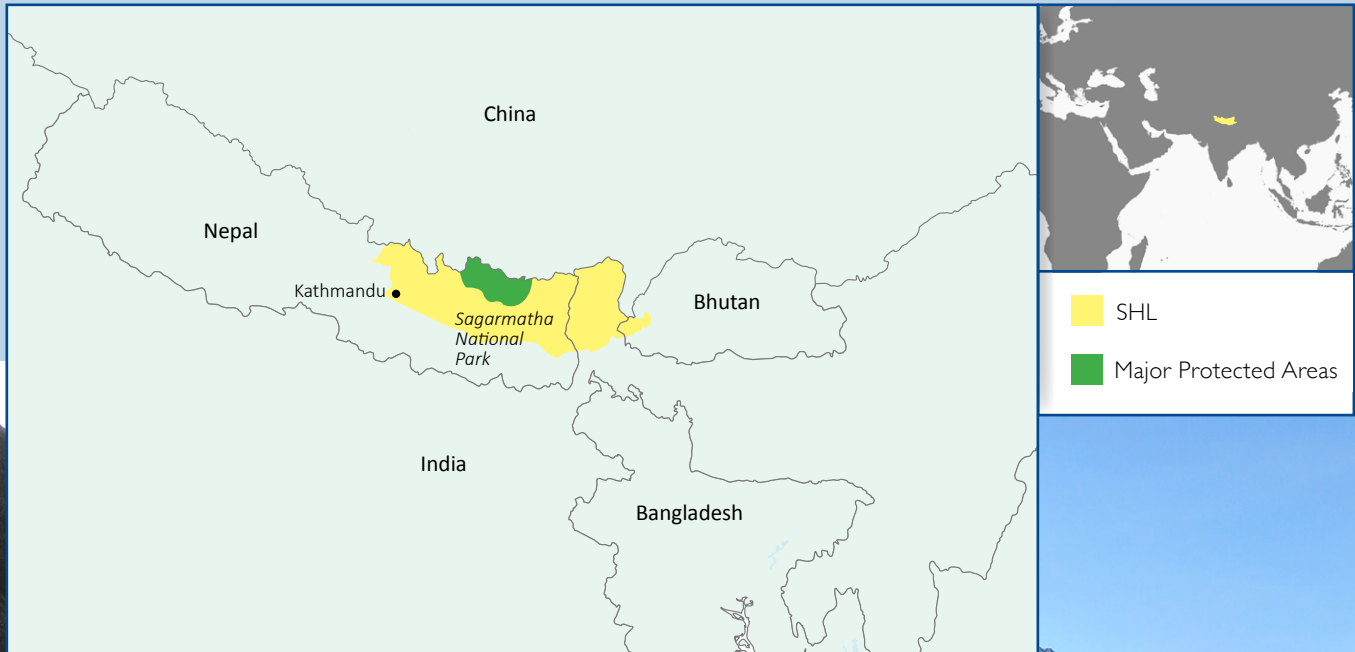 China
Nepal
Kathmandu
Sagarmatha
National
Park
Bhutan
India
Bangladesh
SHL
Major Protected Areas